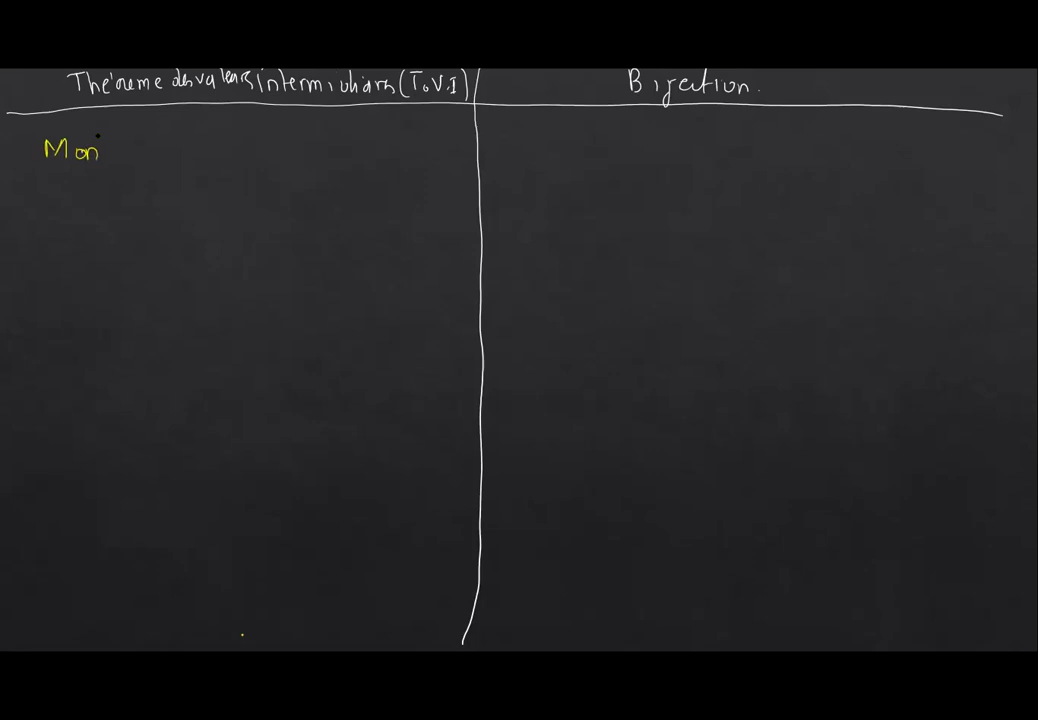 Théorème des valeurs intermédiaires (T.V.I)
Bijection.
Mon